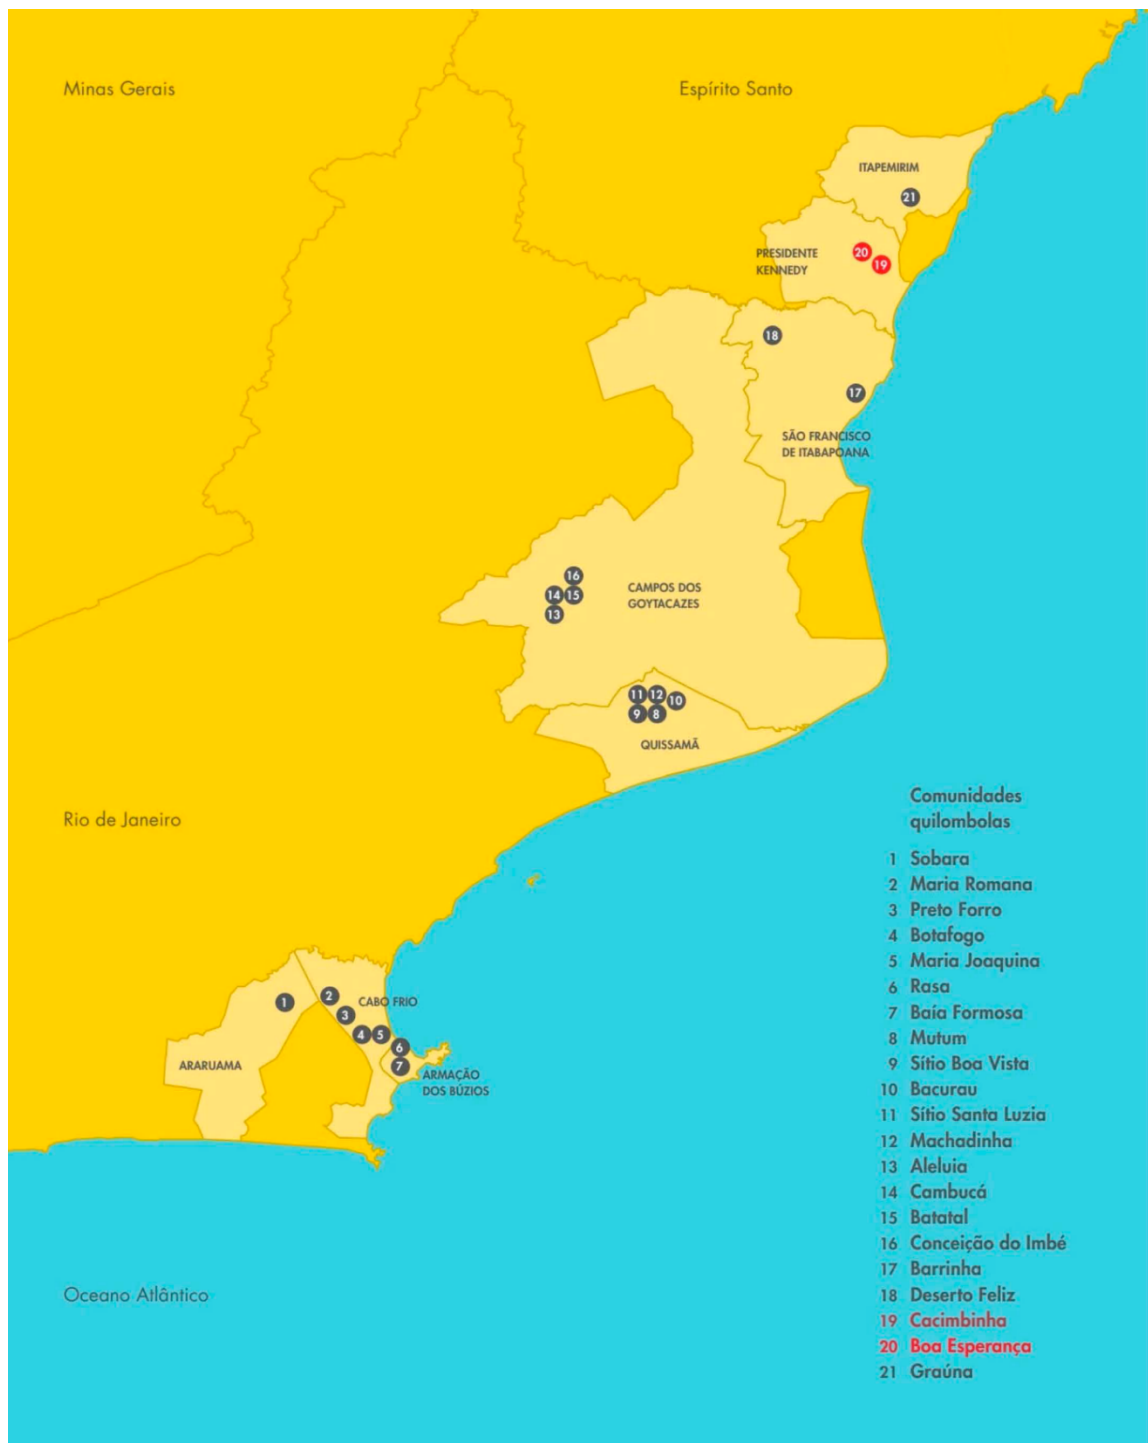 Minas Gerais
Espírito Santo
ITAPEMIRIM
21
PRESIDENTE
KENNEDY
20
19
18
17
SÃO FRANCISCO
DE ITABAPOANA
16
14 15
13
CAMPOS DOS
GOYTACAZES
11 12 10
9 8
QUISSAMÃ
Rio de Janeiro
1
2
CABO FRIO
3
4 5
6
7
ARARUAMA
ARMAÇÃO
DOS BÚZIOS
Oceano Atlântico
Comunidades
quilombolas
1 Sobara
2 Maria Romana
3 Preto Forro
4 Botafogo
5 Maria Joaquina
6 Rasa
7 Baía Formosa
8 Mutum
9 Sítio Boa Vista
10 Bacurau
11 Sítio Santa Luzia
12 Machadinha
13 Aleluia
14 Cambucá
15 Batatal
16 Conceição do Imbé
17 Barrinha
18 Deserto Feliz
19 Cacimbinha
20 Boa Esperança
21 Graúna